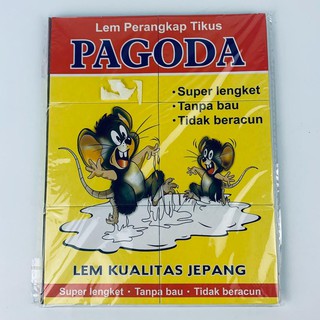 Lem Perangkap Tikus
PAGODA
• Super lengket
• Tanpa bau
• Tidak beracun
LEM KUALITAS JEPANG
Super lengket • Tanpa bau • Tidak beracun